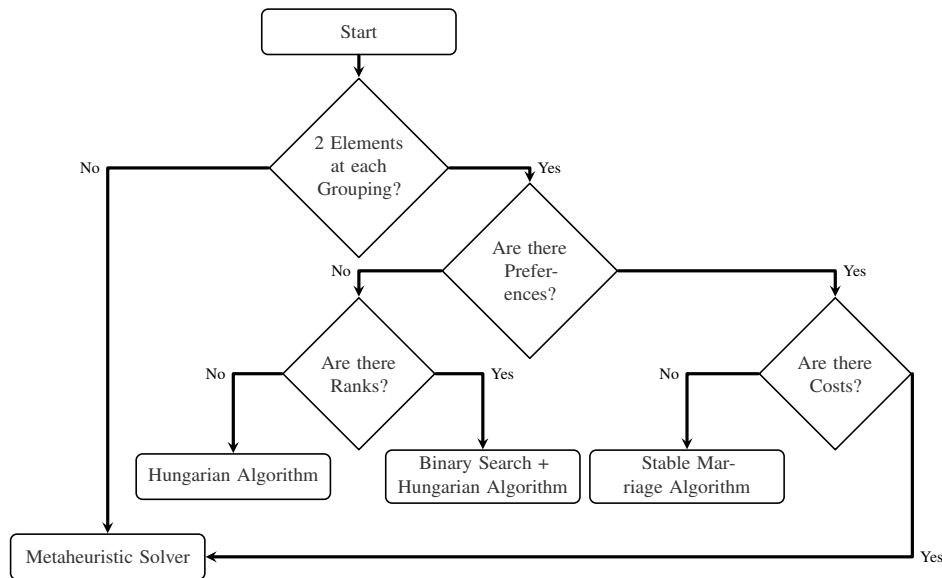 Start
2 Elements
at each
Grouping?
No
Yes
Are there
Prefer-
ences?
No
Yes
Are there
Ranks?
No
Yes
Are there
Costs?
No
Hungarian Algorithm
Binary Search +
Hungarian Algorithm
Stable Mar-
riage Algorithm
Metaheuristic Solver
Yes